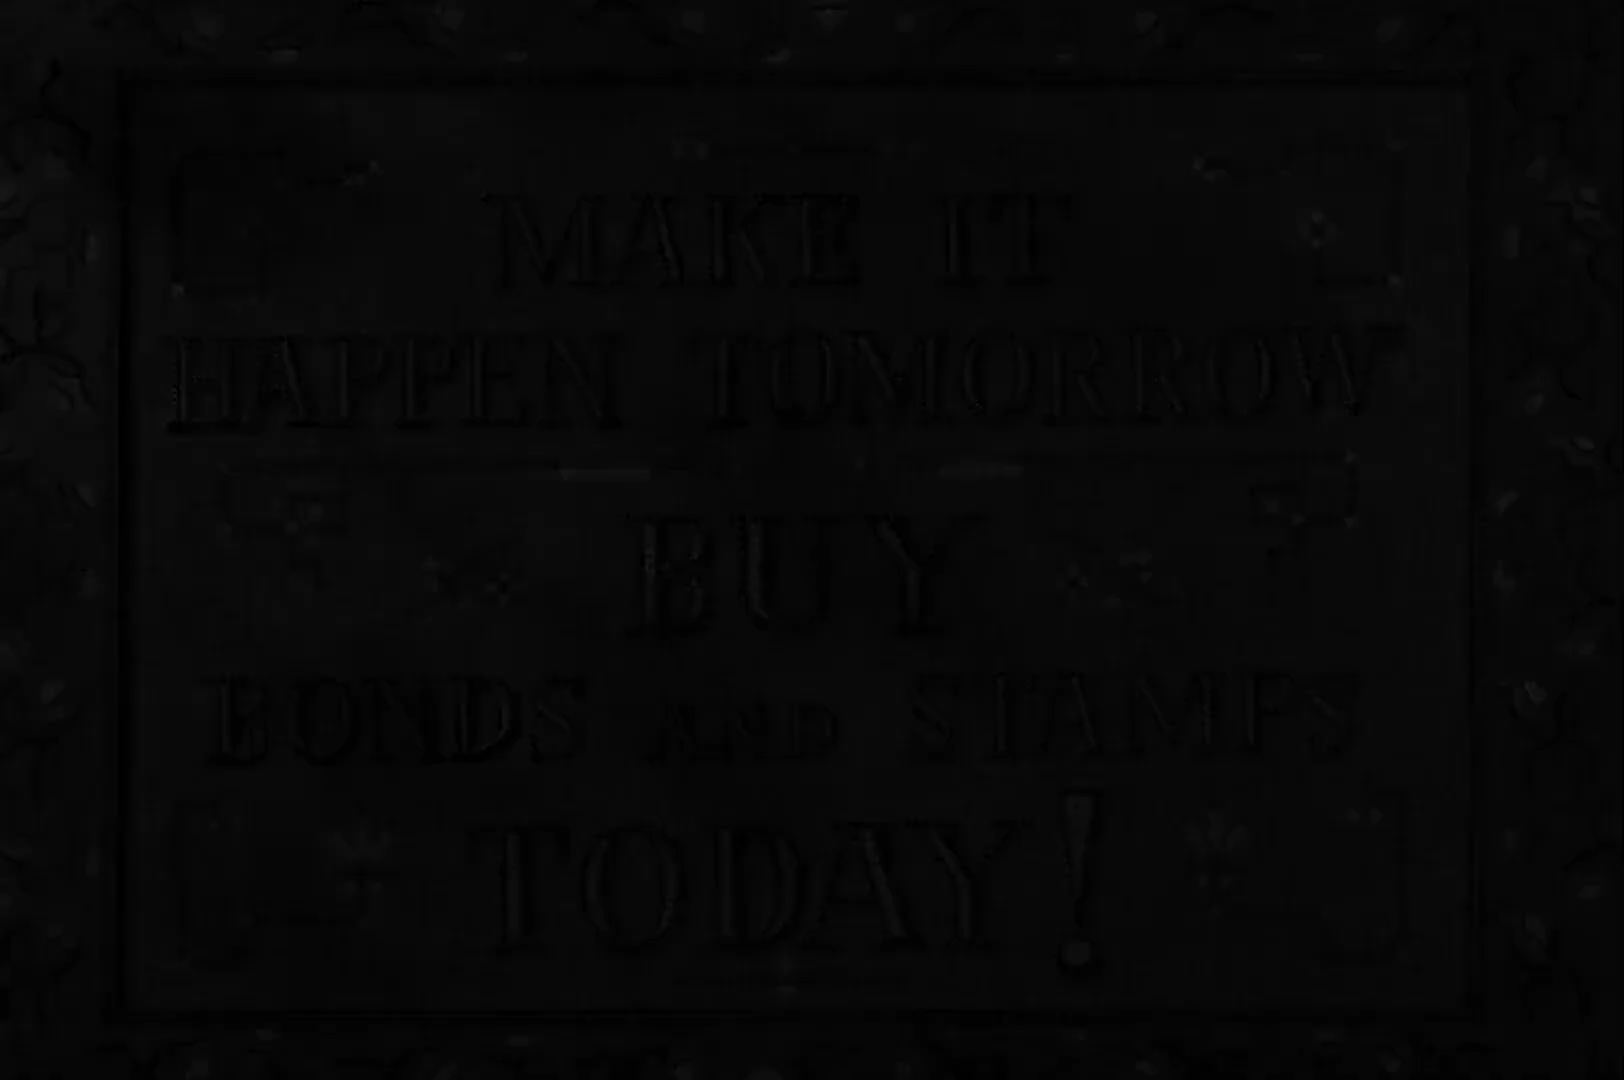 MAKE IT
HAPPEN TOMORROW
BUY
BONDS AND STAMPS
TODAY!